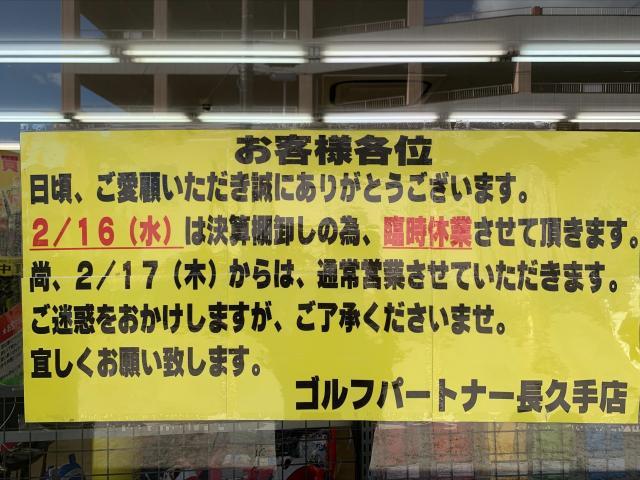 お客様各位
日頃、ご愛顧いただき誠にありがとうございます。
2/16(水)は決算棚卸しの為、臨時休業させて頂きます。
尚、2/17(木)からは、通常営業させていただきます。
ご迷惑をおかけしますが、ご了承くださいませ。
宜しくお願い致します。
ゴルフパートナー長久手店